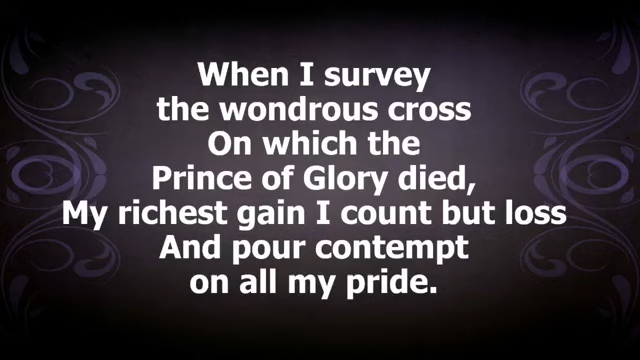 When I survey
the wondrous cross
On which the
Prince of Glory died,
My richest gain I count but loss
And pour contempt
on all my pride.